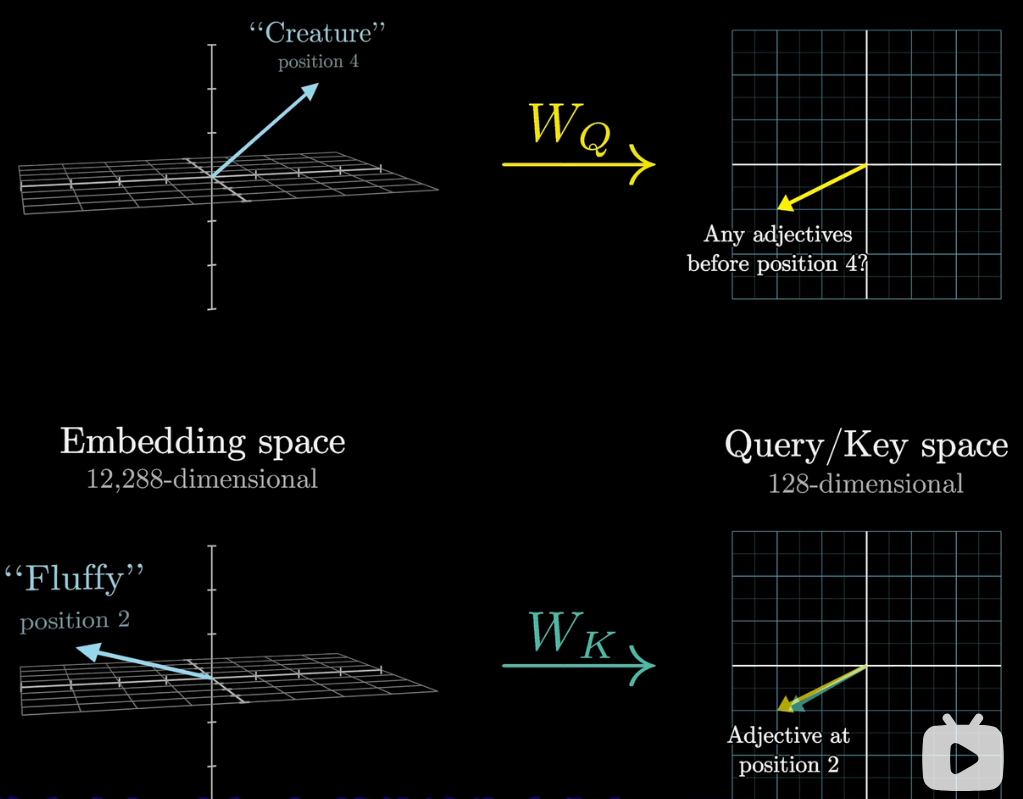 “Creature”
position 4
W_Q
Any adjectives
before position 4?
Embedding space
12,288-dimensional
Query/Key space
128-dimensional
“Fluffy”
position 2
W_K
Adjective at
position 2